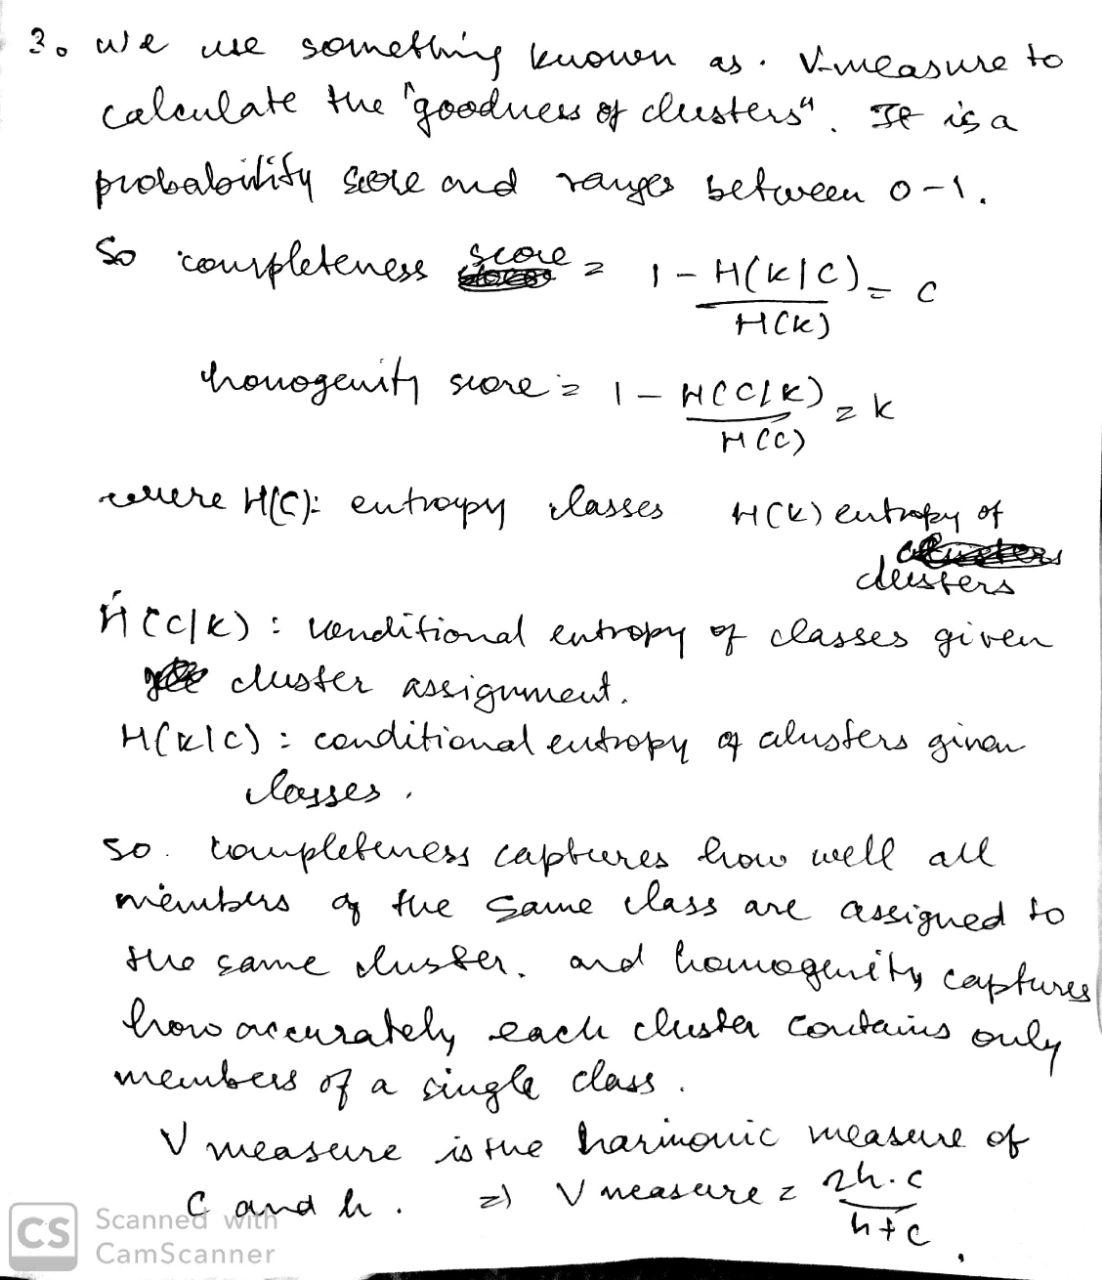 3. we use something known as. V-measure to
calculate the "goodness of clusters". It is a
probability score and ranges between 0-1.
So completeness score = 1 - H(K|C) / H(K) = C
homogenity score = 1 - H(C|K) / H(C) = k
where H(C): entropy classes H(K) entropy of
clusters
H(C|K) : conditional entropy of classes given
cluster assignment.
H(K|C) : conditional entropy of clusters given
classes.
so. completeness captures how well all
members of the same class are assigned to
the same cluster. and homogenity captures
how accurately each cluster contains only
members of a single class.
V measure is the harmonic measure of
C and h. => V measure = 2h.c / h+c.
CS Scanned with
CamScanner